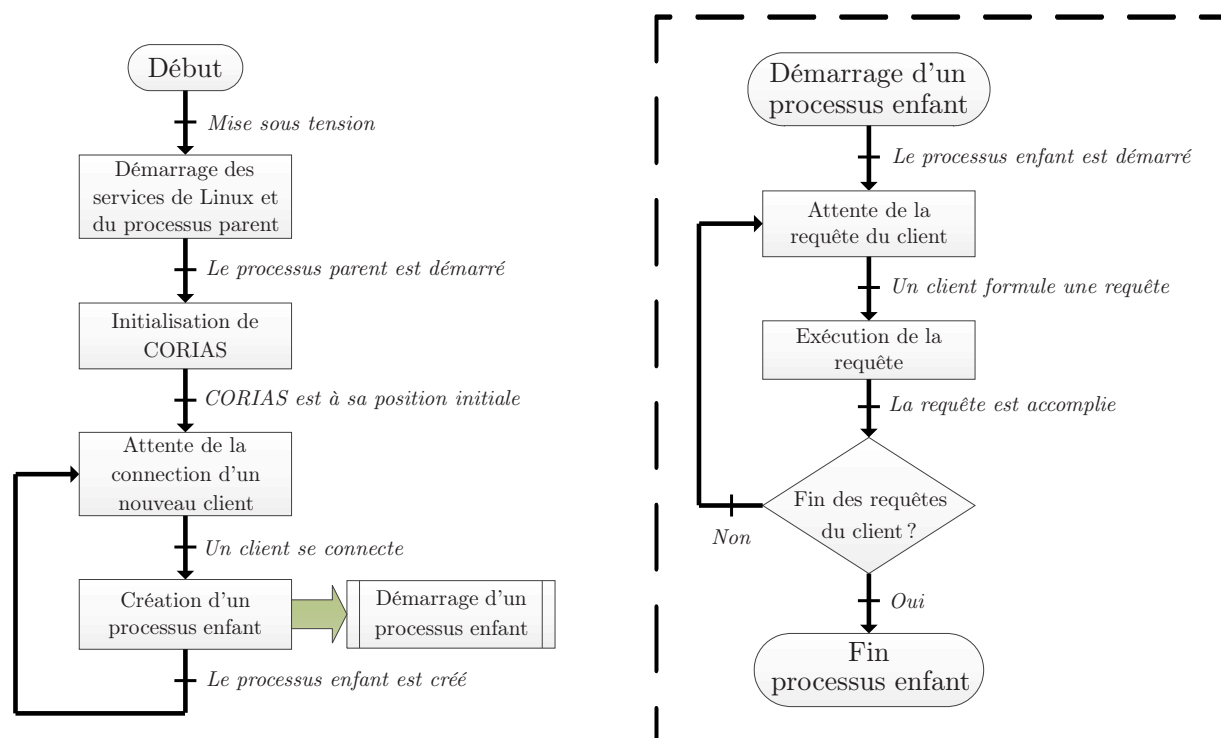 Début
Mise sous tension
Démarrage des
services de Linux et
du processus parent
Le processus parent est démarré
Initialisation de
CORIAS
CORIAS est à sa position initiale
Attente de la
connection d'un
nouveau client
Un client se connecte
Création d'un
processus enfant
Démarrage d'un
processus enfant
Le processus enfant est créé
Démarrage d'un
processus enfant
Le processus enfant est démarré
Attente de la
requête du client
Un client formule une requête
Exécution de la
requête
La requête est accomplie
Fin des requêtes
du client ?
Non
Oui
Fin
processus enfant